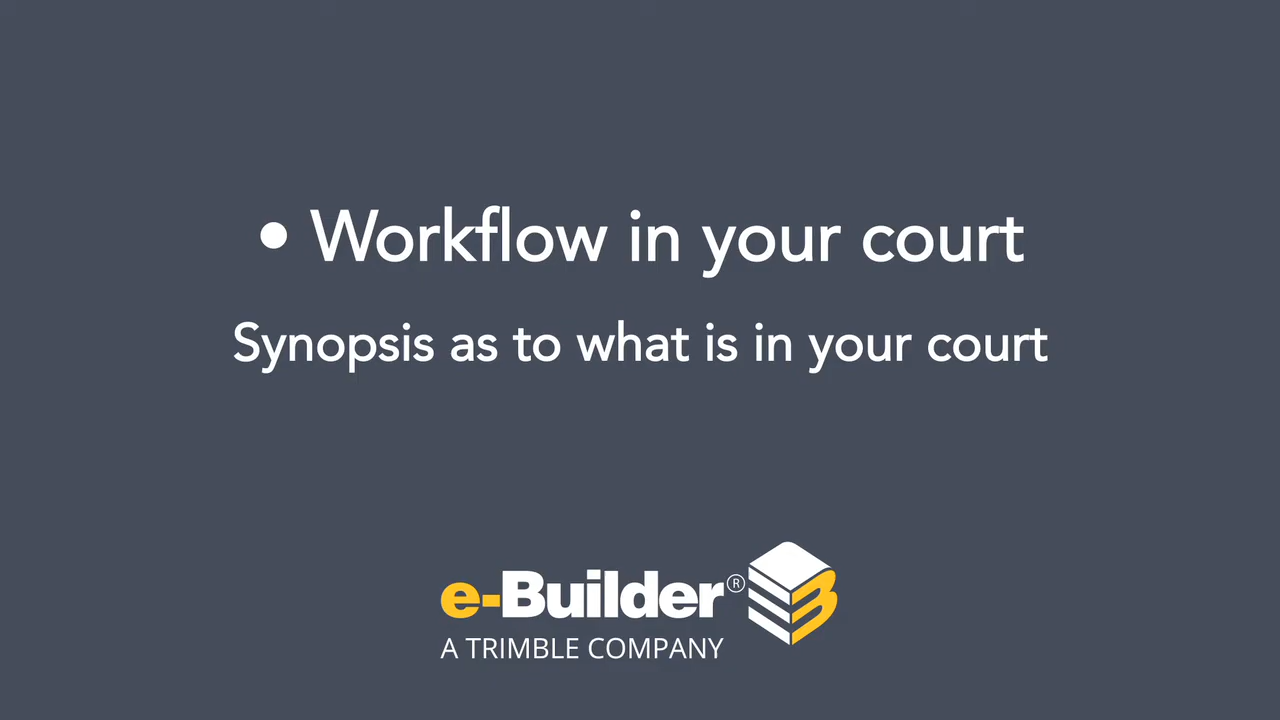 • Workflow in your court
Synopsis as to what is in your court
e-Builder®
A TRIMBLE COMPANY